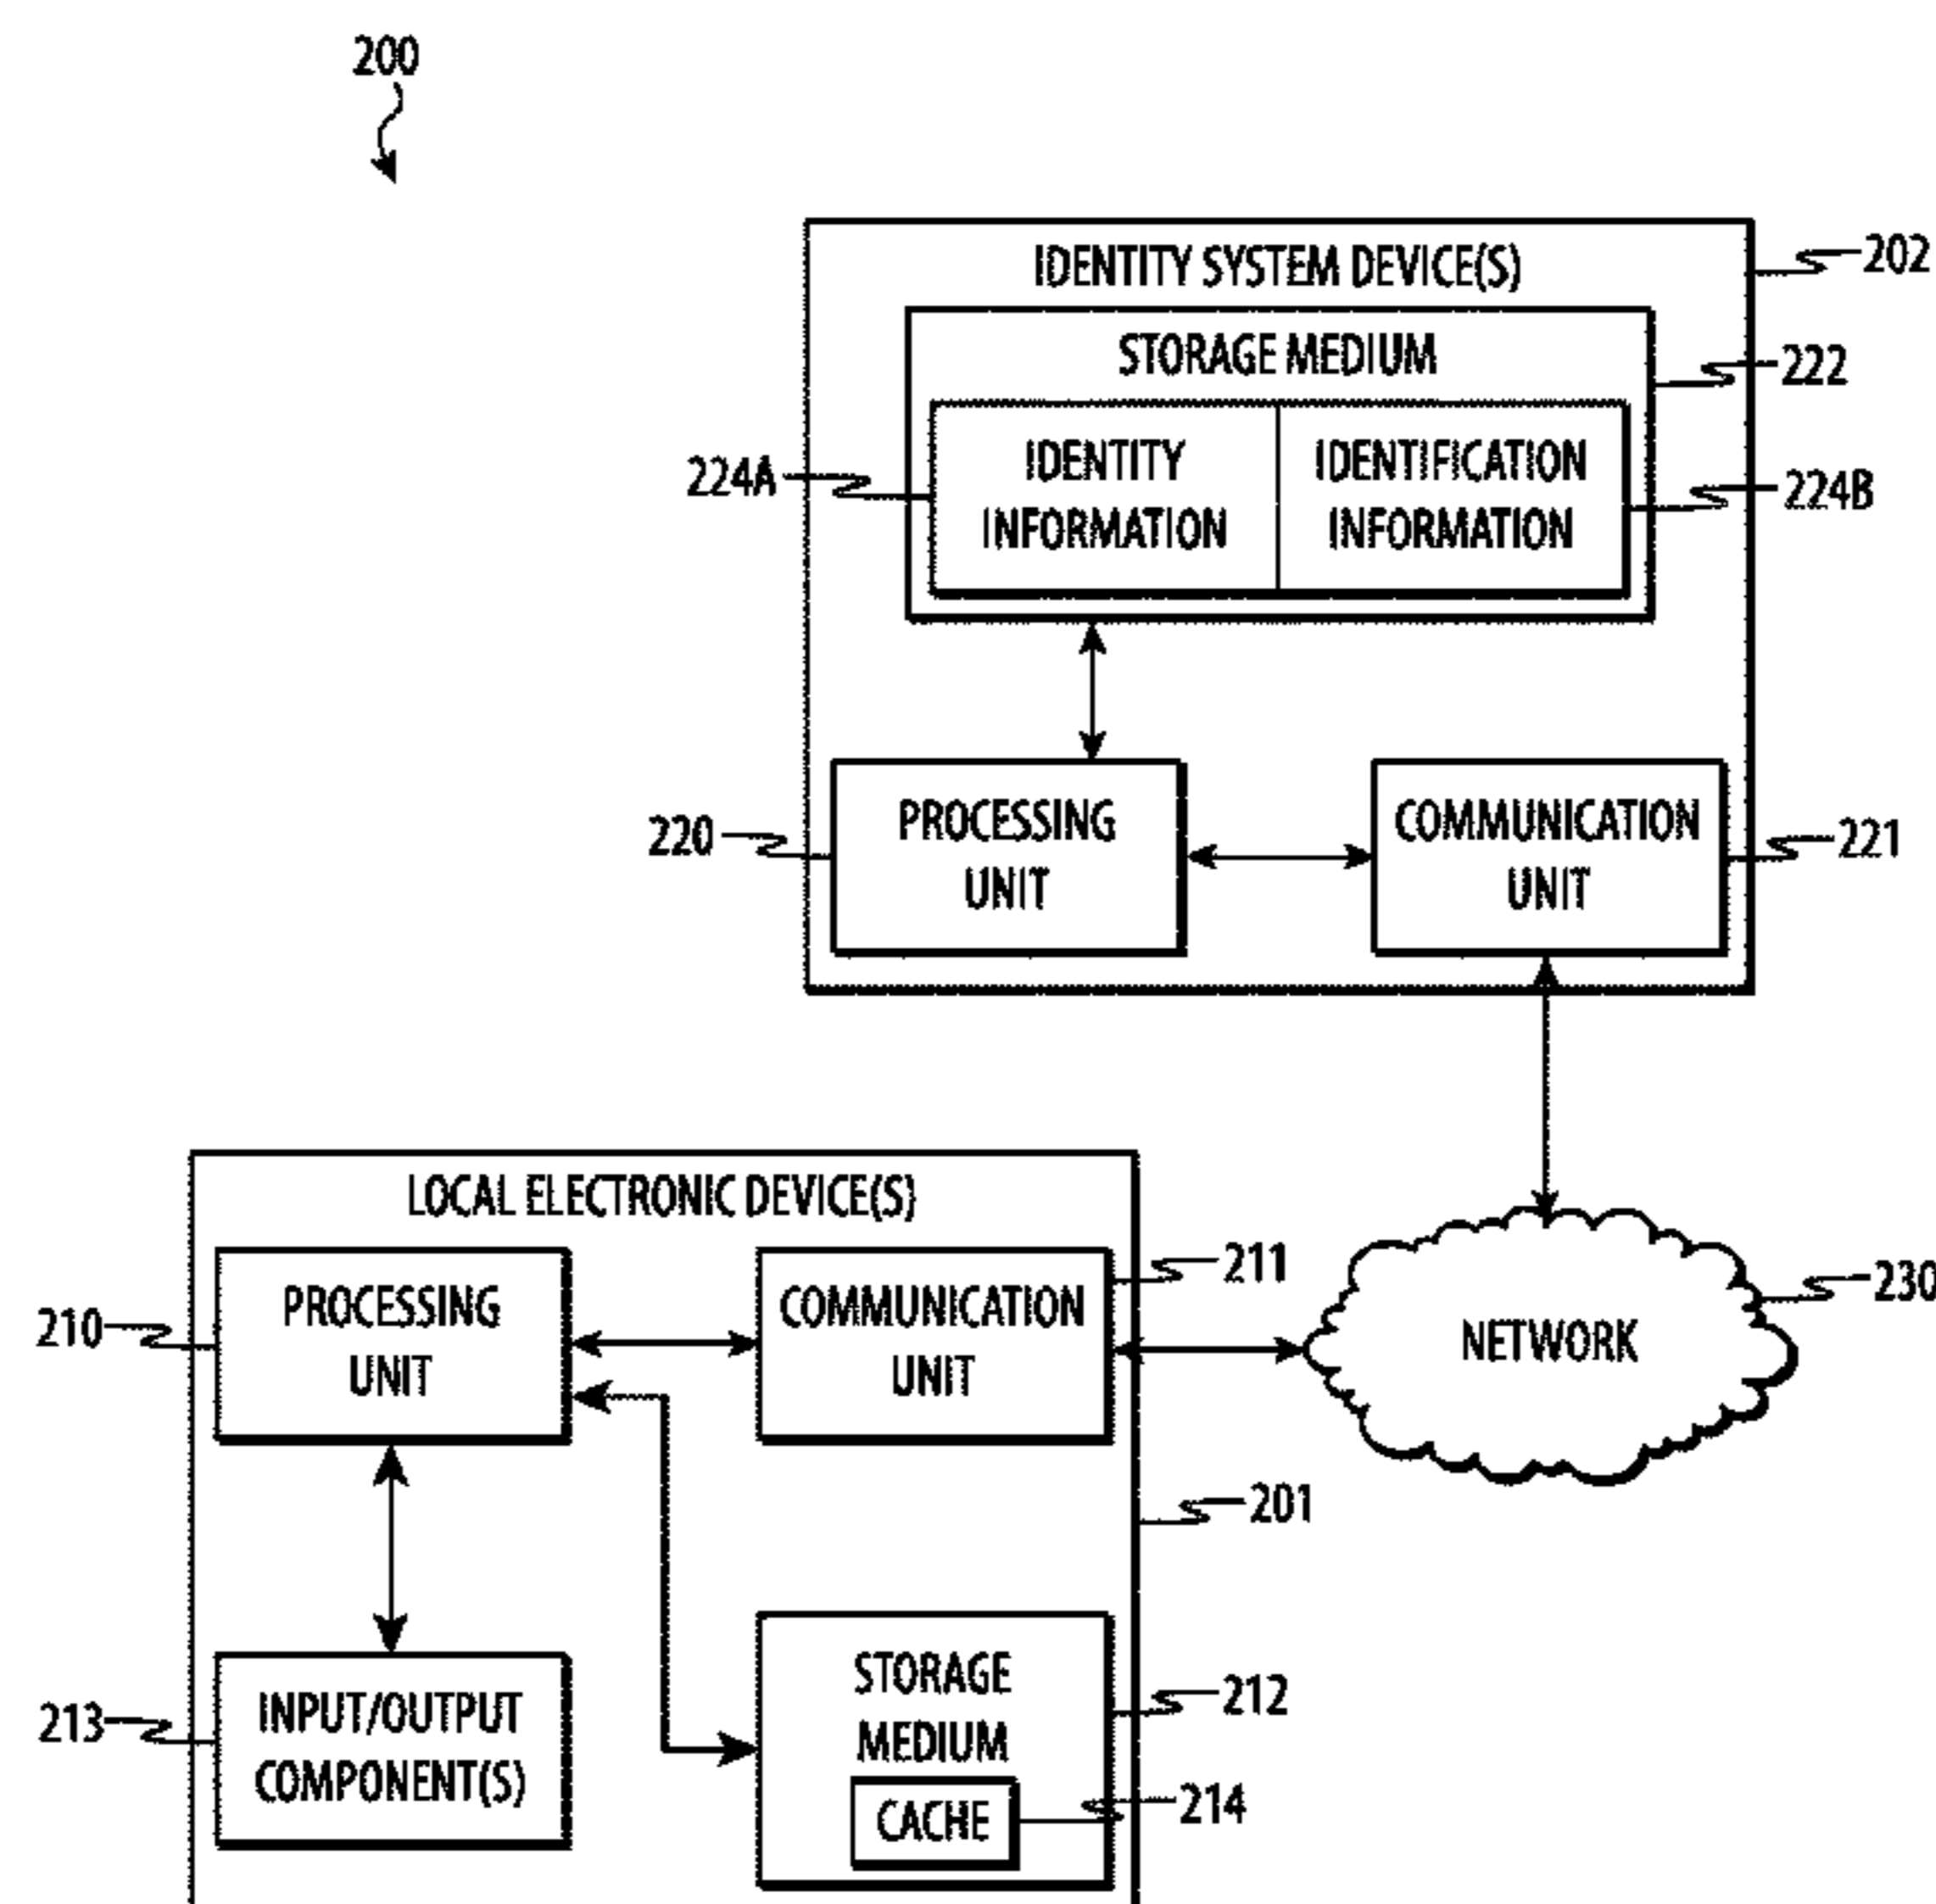 200
IDENTITY SYSTEM DEVICE(S)
202
STORAGE MEDIUM
222
224A
IDENTITY
INFORMATION
IDENTIFICATION
INFORMATION
224B
220
PROCESSING
UNIT
COMMUNICATION
UNIT
221
LOCAL ELECTRONIC DEVICE(S)
210
PROCESSING
UNIT
COMMUNICATION
UNIT
211
NETWORK
230
201
213
INPUT/OUTPUT
COMPONENT(S)
STORAGE
MEDIUM
212
CACHE
214